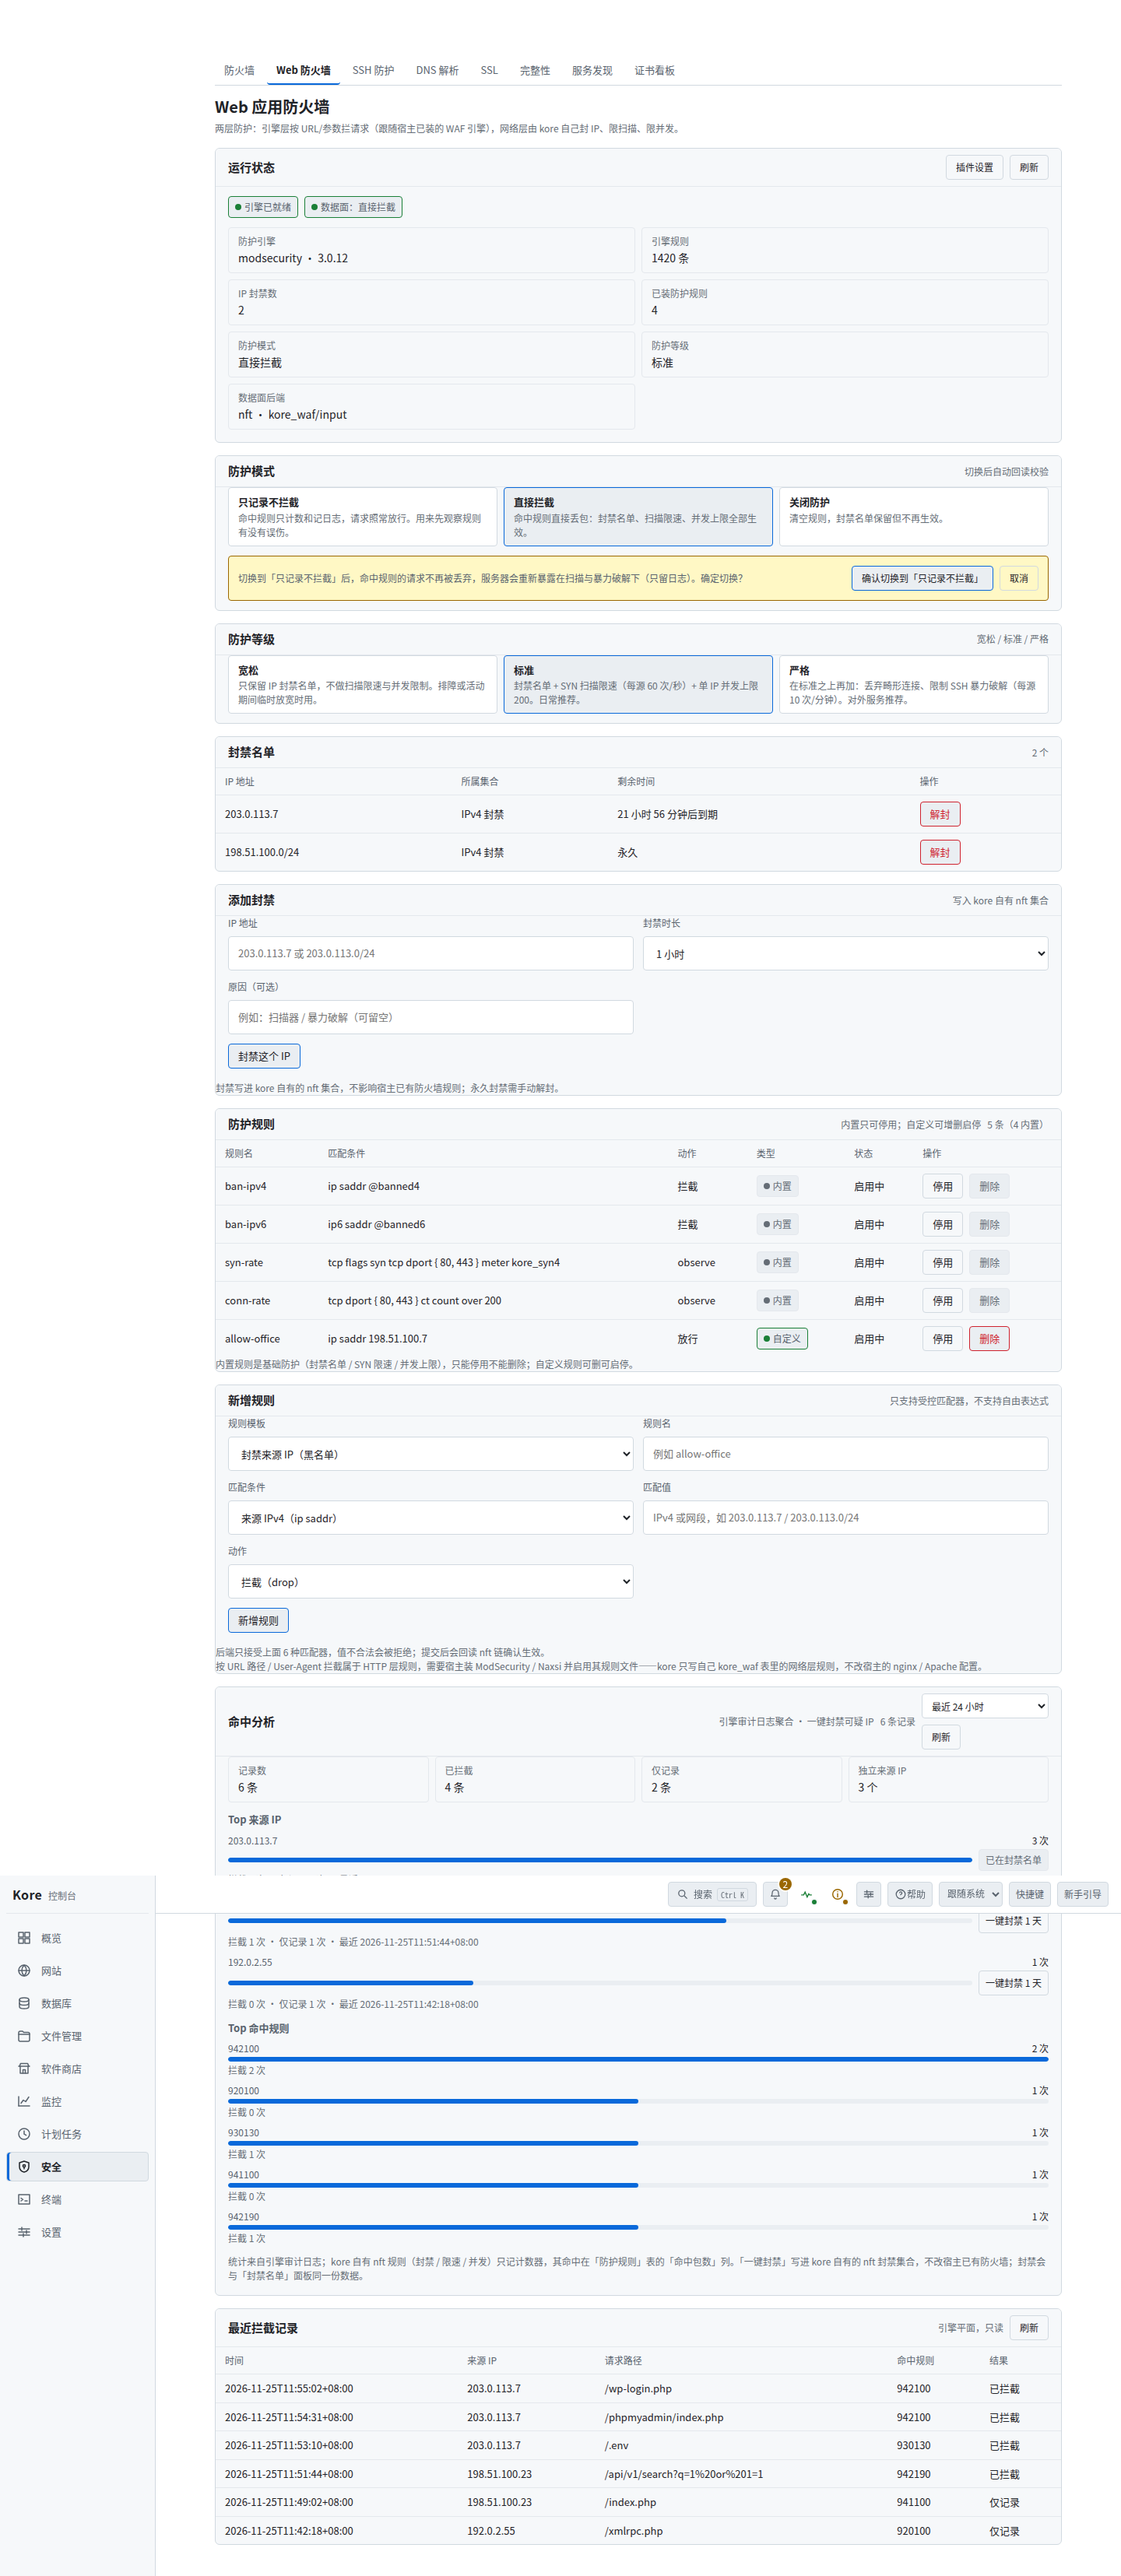 防火墙
Web 防火墙
SSH 防护
DNS 解析
SSL
完整性
服务发现
证书看板
Web 应用防火墙
两层防护：引擎层按 URL/参数拦请求（跟随宿主已装的 WAF 引擎），网络层由 kore 自己封 IP、限扫描、限并发。
运行状态
插件设置
刷新
引擎已就绪
数据面：直接拦截
防护引擎
modsecurity · 3.0.12
引擎规则
1420 条
IP 封禁数
2
已装防护规则
4
防护模式
直接拦截
防护等级
标准
数据面后端
nft · kore_waf/input
防护模式
切换后自动回读校验
只记录不拦截
命中规则只计数和记日志，请求照常放行。用来先观察规则
有没有误伤。
直接拦截
命中规则直接丢包：封禁名单、扫描限速、并发上限全部生
效。
关闭防护
清空规则，封禁名单保留但不再生效。
切换到「只记录不拦截」后，命中规则的请求不再被丢弃，服务器会重新暴露在扫描与暴力破解下（只留日志）。确定切换？
确认切换到「只记录不拦截」
取消
防护等级
宽松 / 标准 / 严格
宽松
只保留 IP 封禁名单，不做扫描限速与并发限制。排障或活动
期间临时放宽时用。
标准
封禁名单 + SYN 扫描限速（每源 60 次/秒）+ 单 IP 并发上限
200。日常推荐。
严格
在标准之上再加：丢弃畸形连接、限制 SSH 暴力破解（每源
10 次/分钟）。对外服务推荐。
封禁名单
2 个
IP 地址
所属集合
剩余时间
操作
203.0.113.7
IPv4 封禁
21 小时 56 分钟后到期
解封
198.51.100.0/24
IPv4 封禁
永久
解封
添加封禁
写入 kore 自有 nft 集合
IP 地址
封禁时长
203.0.113.7 或 203.0.113.0/24
1 小时
原因（可选）
例如：扫描器 / 暴力破解（可留空）
封禁这个 IP
封禁写进 kore 自有的 nft 集合，不影响宿主已有防火墙规则；永久封禁需手动解封。
防护规则
内置只可停用；自定义可增删启停 5 条（4 内置）
规则名
匹配条件
动作
类型
状态
操作
ban-ipv4
ip saddr @banned4
拦截
内置
启用中
停用
删除
ban-ipv6
ip6 saddr @banned6
拦截
内置
启用中
停用
删除
syn-rate
tcp flags syn tcp dport { 80, 443 } meter kore_syn4
observe
内置
启用中
停用
删除
conn-rate
tcp dport { 80, 443 } ct count over 200
observe
内置
启用中
停用
删除
allow-office
ip saddr 198.51.100.7
放行
自定义
启用中
停用
删除
内置规则是基础防护（封禁名单 / SYN 限速 / 并发上限），只能停用不能删除；自定义规则可删可启停。
新增规则
只支持受控匹配器，不支持自由表达式
规则模板
规则名
封禁来源 IP（黑名单）
例如 allow-office
匹配条件
匹配值
来源 IPv4（ip saddr）
IPv4 或网段，如 203.0.113.7 / 203.0.113.0/24
动作
拦截（drop）
新增规则
后端只接受上面 6 种匹配器，值不合法会被拒绝；提交后会回读 nft 链确认生效。
按 URL 路径 / User-Agent 拦截属于 HTTP 层规则，需要宿主装 ModSecurity / Naxsi 并启用其规则文件——kore 只写自己 kore_waf 表里的网络层规则，不改宿主的 nginx / Apache 配置。
命中分析
引擎审计日志聚合 · 一键封禁可疑 IP 6 条记录
最近 24 小时
刷新
记录数
6 条
已拦截
4 条
仅记录
2 条
独立来源 IP
3 个
Top 来源 IP
203.0.113.7
3 次
已在封禁名单
Kore 控制台
搜索 Ctrl K
2
帮助
跟随系统
快捷键
新手引导
概览
网站
数据库
文件管理
软件商店
监控
计划任务
安全
终端
设置
一键封禁 1 天
拦截 1 次 · 仅记录 1 次 · 最近 2026-11-25T11:51:44+08:00
192.0.2.55
1 次
一键封禁 1 天
拦截 0 次 · 仅记录 1 次 · 最近 2026-11-25T11:42:18+08:00
Top 命中规则
942100
2 次
拦截 2 次
920100
1 次
拦截 0 次
930130
1 次
拦截 1 次
941100
1 次
拦截 0 次
942190
1 次
拦截 1 次
统计来自引擎审计日志；kore 自有 nft 规则（封禁 / 限速 / 并发）只记计数器，其命中在「防护规则」表的「命中包数」列。「一键封禁」写进 kore 自有的 nft 封禁集合，不改宿主已有防火墙；封禁会
与「封禁名单」面板同一份数据。
最近拦截记录
引擎平面，只读
刷新
时间
来源 IP
请求路径
命中规则
结果
2026-11-25T11:55:02+08:00
203.0.113.7
/wp-login.php
942100
已拦截
2026-11-25T11:54:31+08:00
203.0.113.7
/phpmyadmin/index.php
942100
已拦截
2026-11-25T11:53:10+08:00
203.0.113.7
/.env
930130
已拦截
2026-11-25T11:51:44+08:00
198.51.100.23
/api/v1/search?q=1%20or%201=1
942190
已拦截
2026-11-25T11:49:02+08:00
198.51.100.23
/index.php
941100
仅记录
2026-11-25T11:42:18+08:00
192.0.2.55
/xmlrpc.php
920100
仅记录